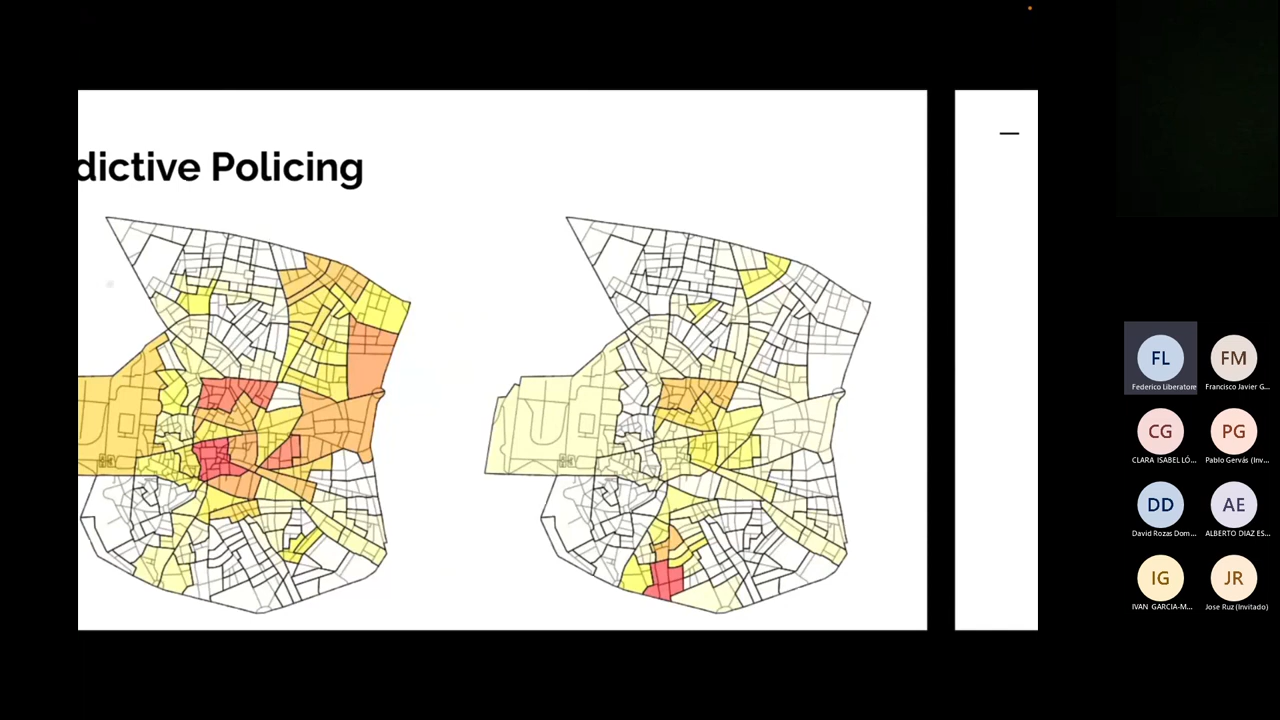 dictive Policing
FL
FM
Federico Liberatore
Francisco Javier G...
CG
PG
CLARA ISABEL LÓ...
Pablo Gervás (Inv...
DD
AE
David Rozas Dom...
ALBERTO DIAZ ES...
IG
JR
IVAN GARCIA-M...
Jose Ruz (Invitado)